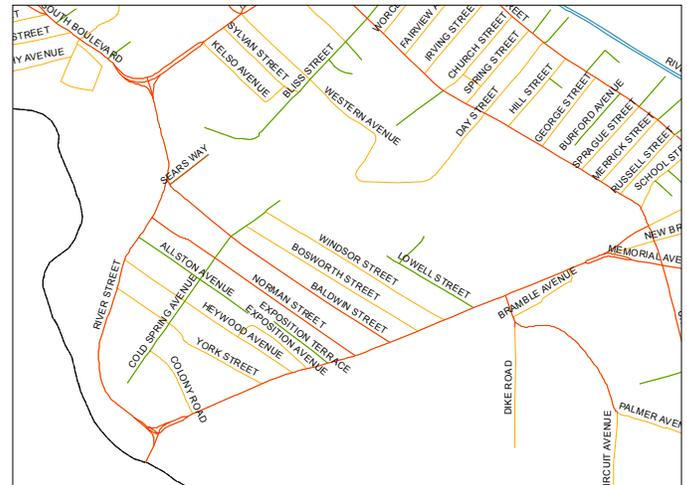 SOUTH BOULEVARD
STREET
HY AVENUE
SYLVAN STREET
KELSO AVENUE
BLISS STREET
WESTERN AVENUE
FAIRVIEW
IRVING STREET
CHURCH STREET
SPRING STREET
DAY STREET
HILL STREET
GEORGE STREET
BURFORD AVENUE
SPRAGUE STREET
MERRICK STREET
RUSSELL STREET
SCHOOL STR
SEARS WAY
NEW BR
MEMORIAL AVE
WINDSOR STREET
BOSWORTH STREET
LOWELL STREET
ALLSTON AVENUE
BALDWIN STREET
NORMAN STREET
EXPOSITION TERRACE
EXPOSITION AVENUE
HEYWOOD AVENUE
YORK STREET
COLD SPRING AVENUE
RIVER STREET
COLONY ROAD
BRAMBLE AVENUE
DIKE ROAD
PALMER AVEN
IRCUIT AVENUE